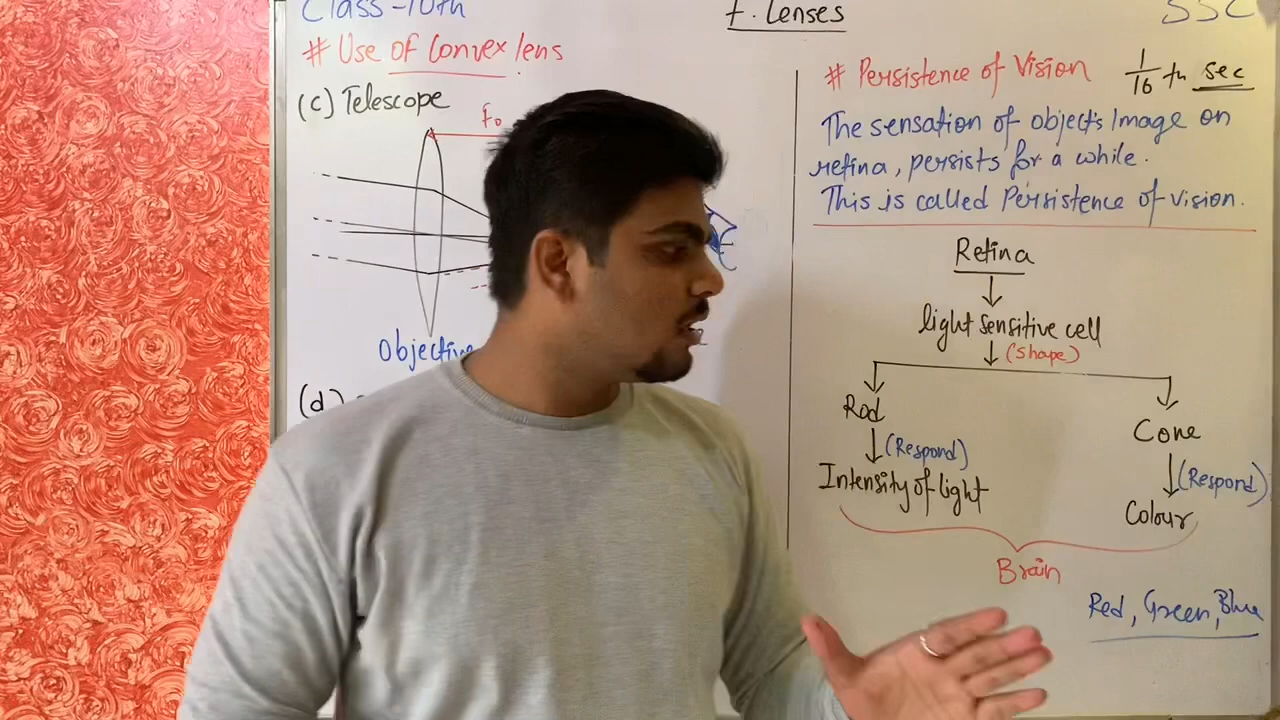 Class-10th
7. Lenses
SSC
# Use of Convex lens
(c) Telescope
Fo
Objective
(d)
# Persistence of Vision 1/16 th sec
The sensation of objects Image on
retina, persists for a while.
This is called Persistence of vision.
Retina
light sensitive cell
(shape)
Rod
Cone
(Respond)
(Respond)
Intensity of light
Colour
Brain
Red, Green, Blue